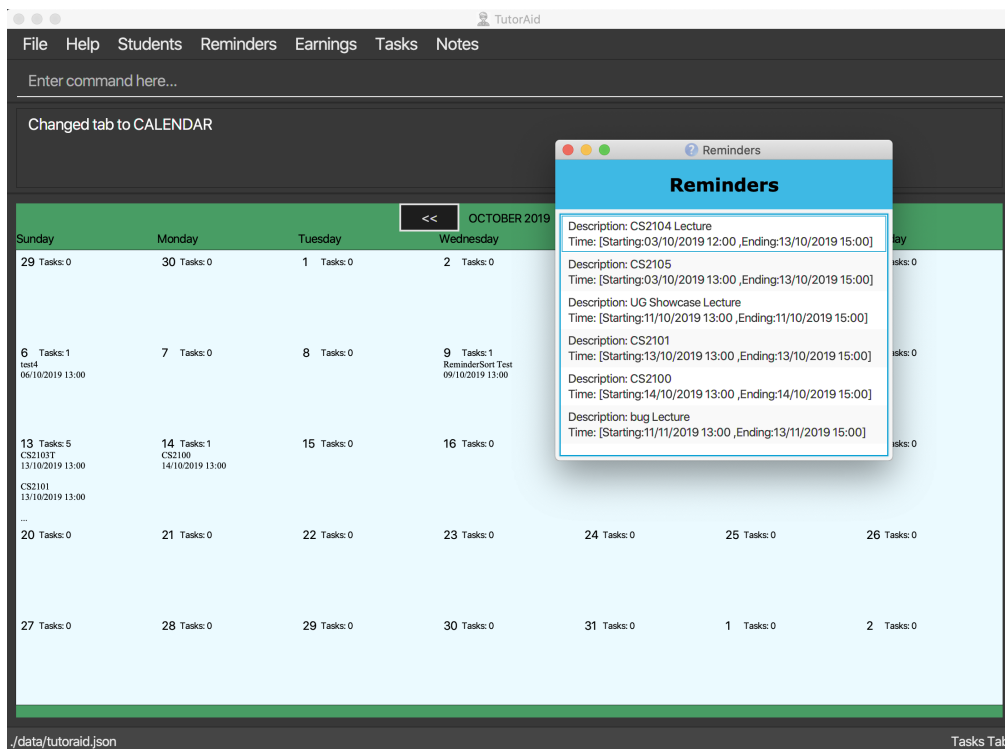 TutorAid
File Help Students Reminders Earnings Tasks Notes
Enter command here...
Changed tab to CALENDAR
<< OCTOBER 2019
Sunday Monday Tuesday Wednesday ay
29 Tasks: 0 30 Tasks: 0 1 Tasks: 0 2 Tasks: 0 sks: 0
6 Tasks: 1 7 Tasks: 0 8 Tasks: 0 9 Tasks: 1 sks: 0
test4 ReminderSort Test
06/10/2019 13:00 09/10/2019 13:00
13 Tasks: 5 14 Tasks: 1 15 Tasks: 0 16 Tasks: 0 sks: 0
CS2103T CS2100
13/10/2019 13:00 14/10/2019 13:00
CS2101
13/10/2019 13:00
...
20 Tasks: 0 21 Tasks: 0 22 Tasks: 0 23 Tasks: 0 24 Tasks: 0 25 Tasks: 0 26 Tasks: 0
27 Tasks: 0 28 Tasks: 0 29 Tasks: 0 30 Tasks: 0 31 Tasks: 0 1 Tasks: 0 2 Tasks: 0
Reminders
Reminders
Description: CS2104 Lecture
Time: [Starting:03/10/2019 12:00 ,Ending:13/10/2019 15:00]
Description: CS2105
Time: [Starting:03/10/2019 13:00 ,Ending:13/10/2019 15:00]
Description: UG Showcase Lecture
Time: [Starting:11/10/2019 13:00 ,Ending:11/10/2019 15:00]
Description: CS2101
Time: [Starting:13/10/2019 13:00 ,Ending:13/10/2019 15:00]
Description: CS2100
Time: [Starting:14/10/2019 13:00 ,Ending:14/10/2019 15:00]
Description: bug Lecture
Time: [Starting:11/11/2019 13:00 ,Ending:13/11/2019 15:00]
./data/tutoraid.json Tasks Tab